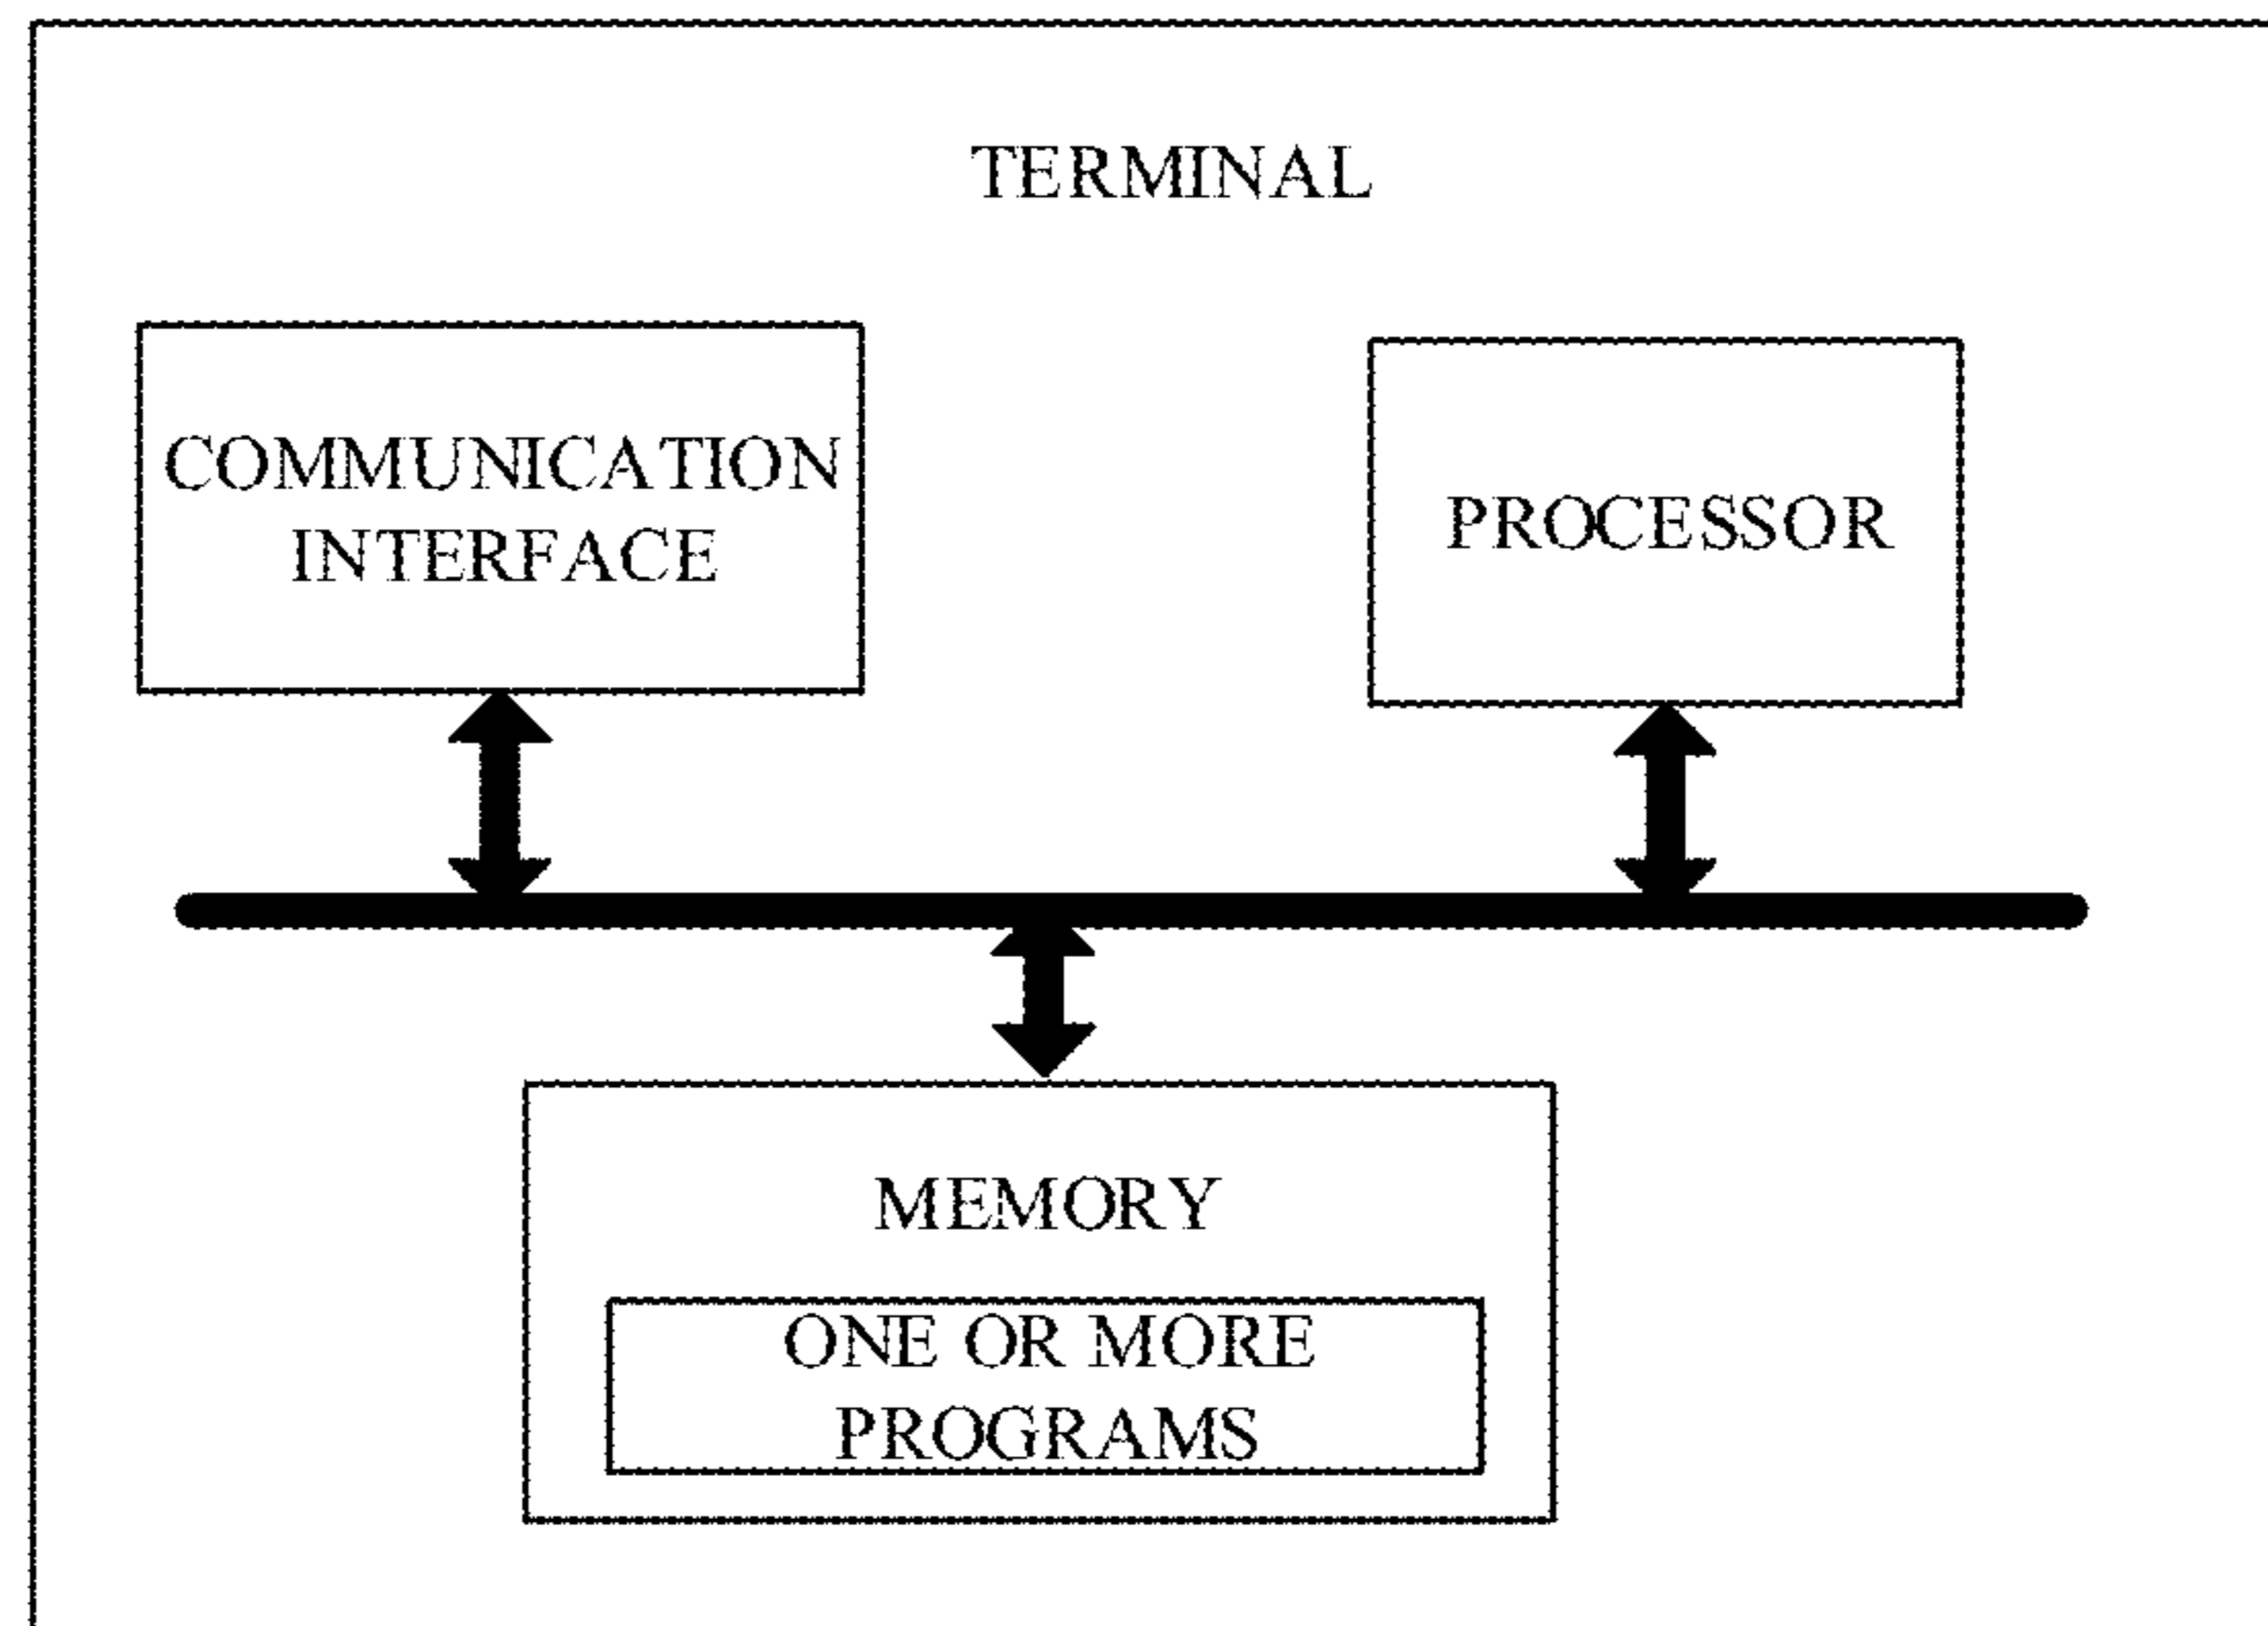 TERMINAL
COMMUNICATION
INTERFACE
PROCESSOR
MEMORY
ONE OR MORE
PROGRAMS